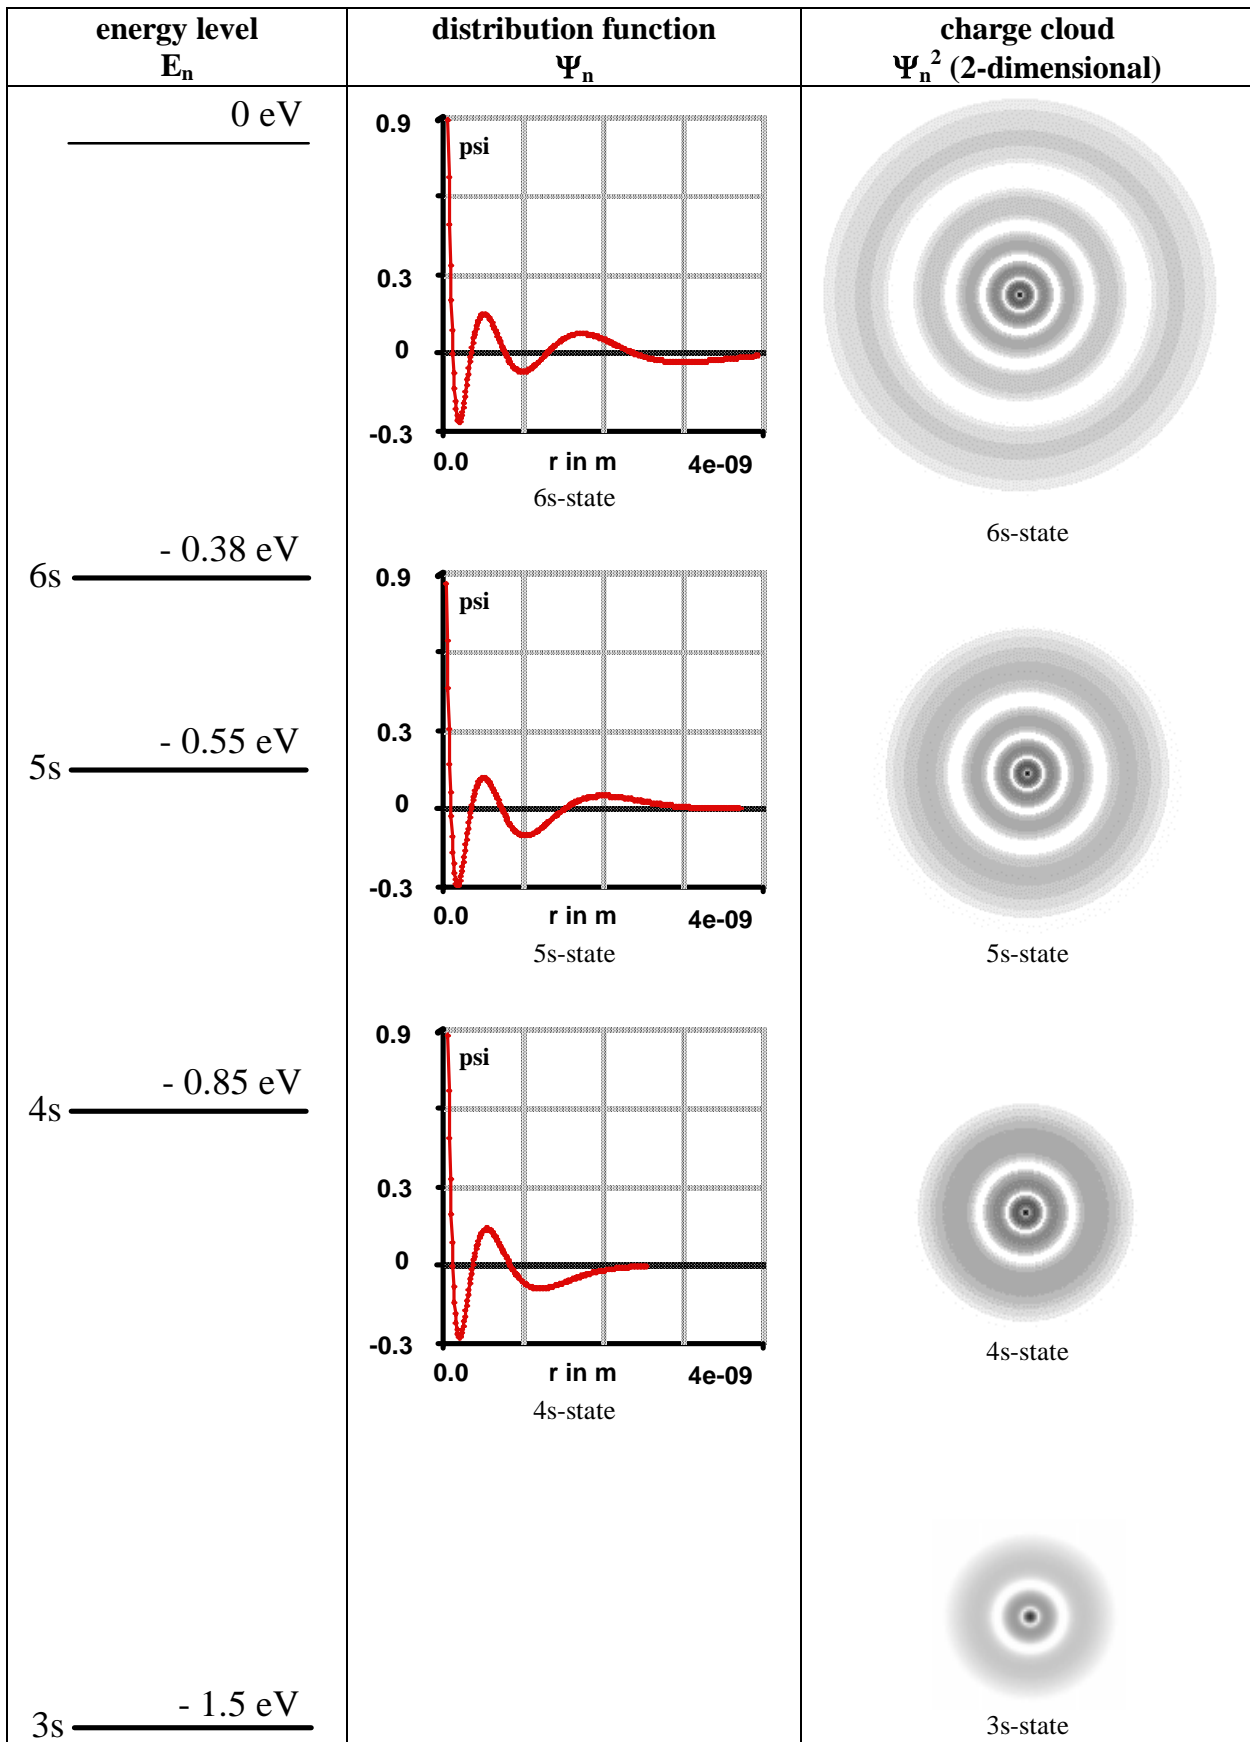 energy level
Eₙ
distribution function
Ψₙ
charge cloud
Ψₙ² (2-dimensional)
0 eV
0.9
psi
0.3
0
-0.3
0.0 r in m 4e-09
6s-state
6s-state
6s - 0.38 eV
0.9
psi
0.3
0
-0.3
0.0 r in m 4e-09
5s-state
5s-state
5s - 0.55 eV
0.9
psi
0.3
0
-0.3
0.0 r in m 4e-09
4s-state
4s-state
4s - 0.85 eV
3s-state
3s - 1.5 eV